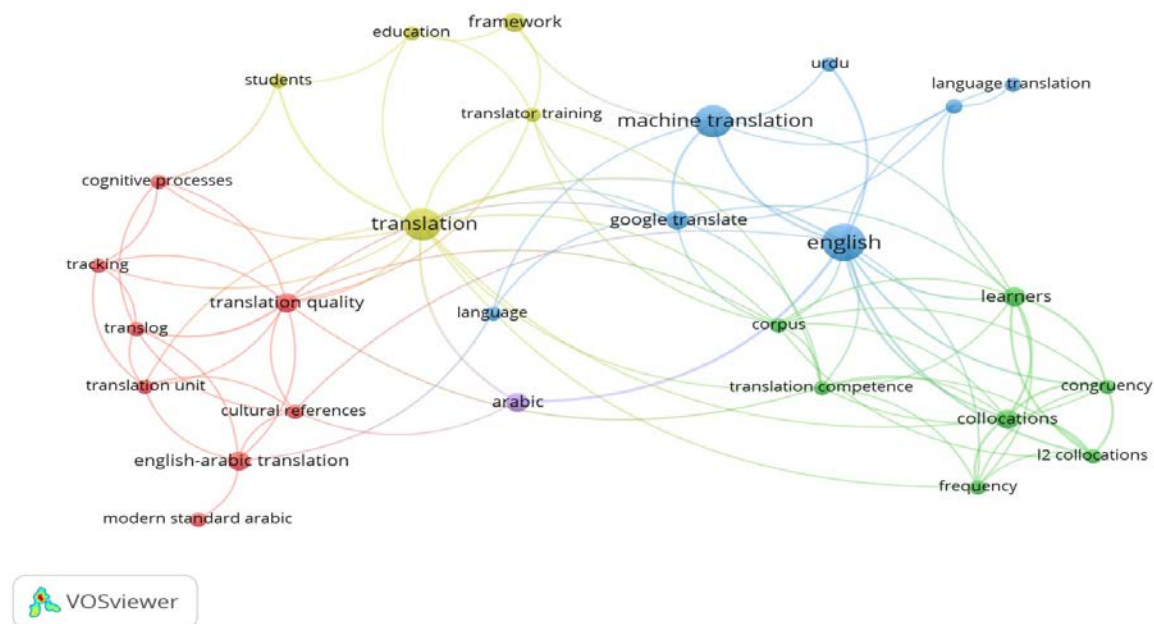 framework
education
urdu
students
language translation
translator training
machine translation
cognitive processes
translation
google translate
english
tracking
translation quality
learners
language
corpus
translog
translation unit
translation competence
congruency
cultural references
arabic
collocations
english-arabic translation
l2 collocations
frequency
modern standard arabic
VOSviewer